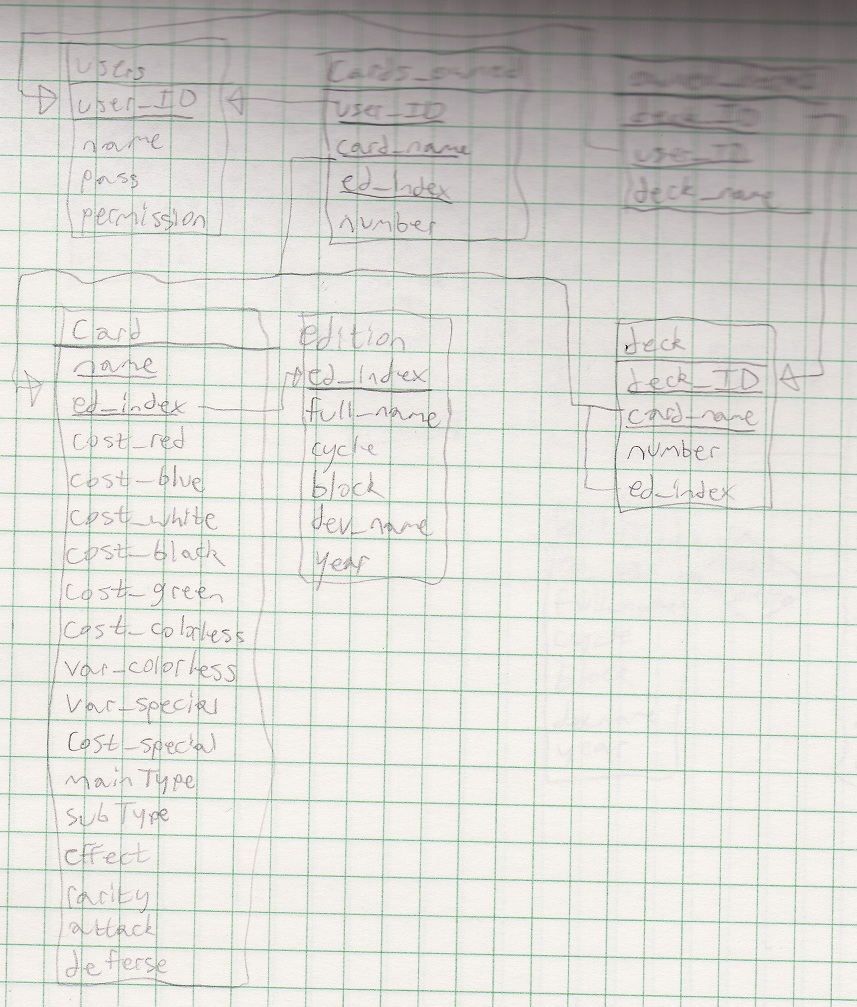 users
user_ID
name
pass
permission
Cards_owned
user_ID
card_name
ed_index
number
deck_ID
user_ID
deck_name
Card
name
ed_index
cost_red
cost_blue
cost_white
cost_black
cost_green
cost_colorless
var_colorless
var_special
cost_special
mainType
subType
effect
rarity
attack
defense
edition
ed_index
full_name
cycle
block
dev_name
year
deck
deck_ID
card_name
number
ed_index